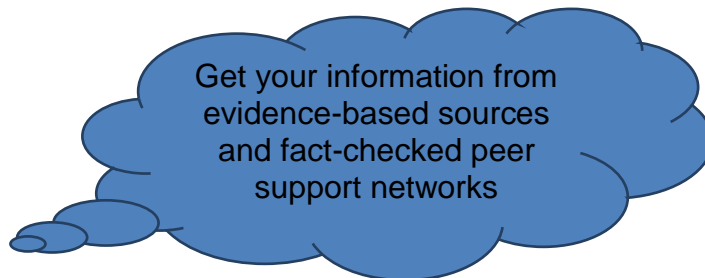 Get your information from
evidence-based sources
and fact-checked peer
support networks